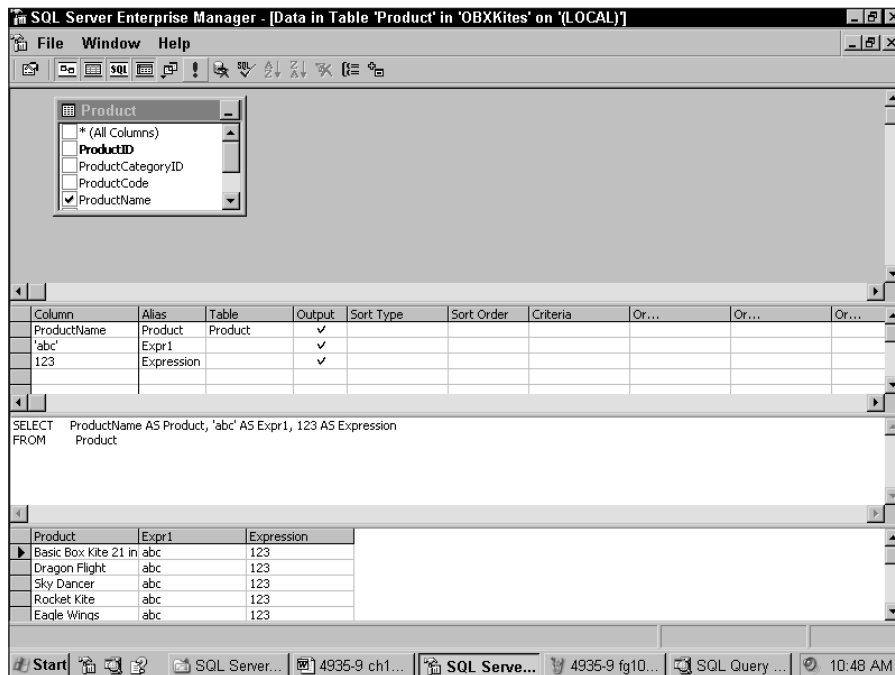 SQL Server Enterprise Manager - [Data in Table 'Product' in 'OBXKites' on '(LOCAL)']
File Window Help
SQL SQL
Product
* (All Columns)
ProductID
ProductCategoryID
ProductCode
ProductName
Column Alias Table Output Sort Type Sort Order Criteria Or... Or... Or...
ProductName Product Product
'abc' Expr1
123 Expression
SELECT ProductName AS Product, 'abc' AS Expr1, 123 AS Expression
FROM Product
Product Expr1 Expression
Basic Box Kite 21 in abc 123
Dragon Flight abc 123
Sky Dancer abc 123
Rocket Kite abc 123
Eagle Wings abc 123
Start SQL Server... 4935-9 ch1... SQL Serve... 4935-9 fg10... SQL Query ... 10:48 AM